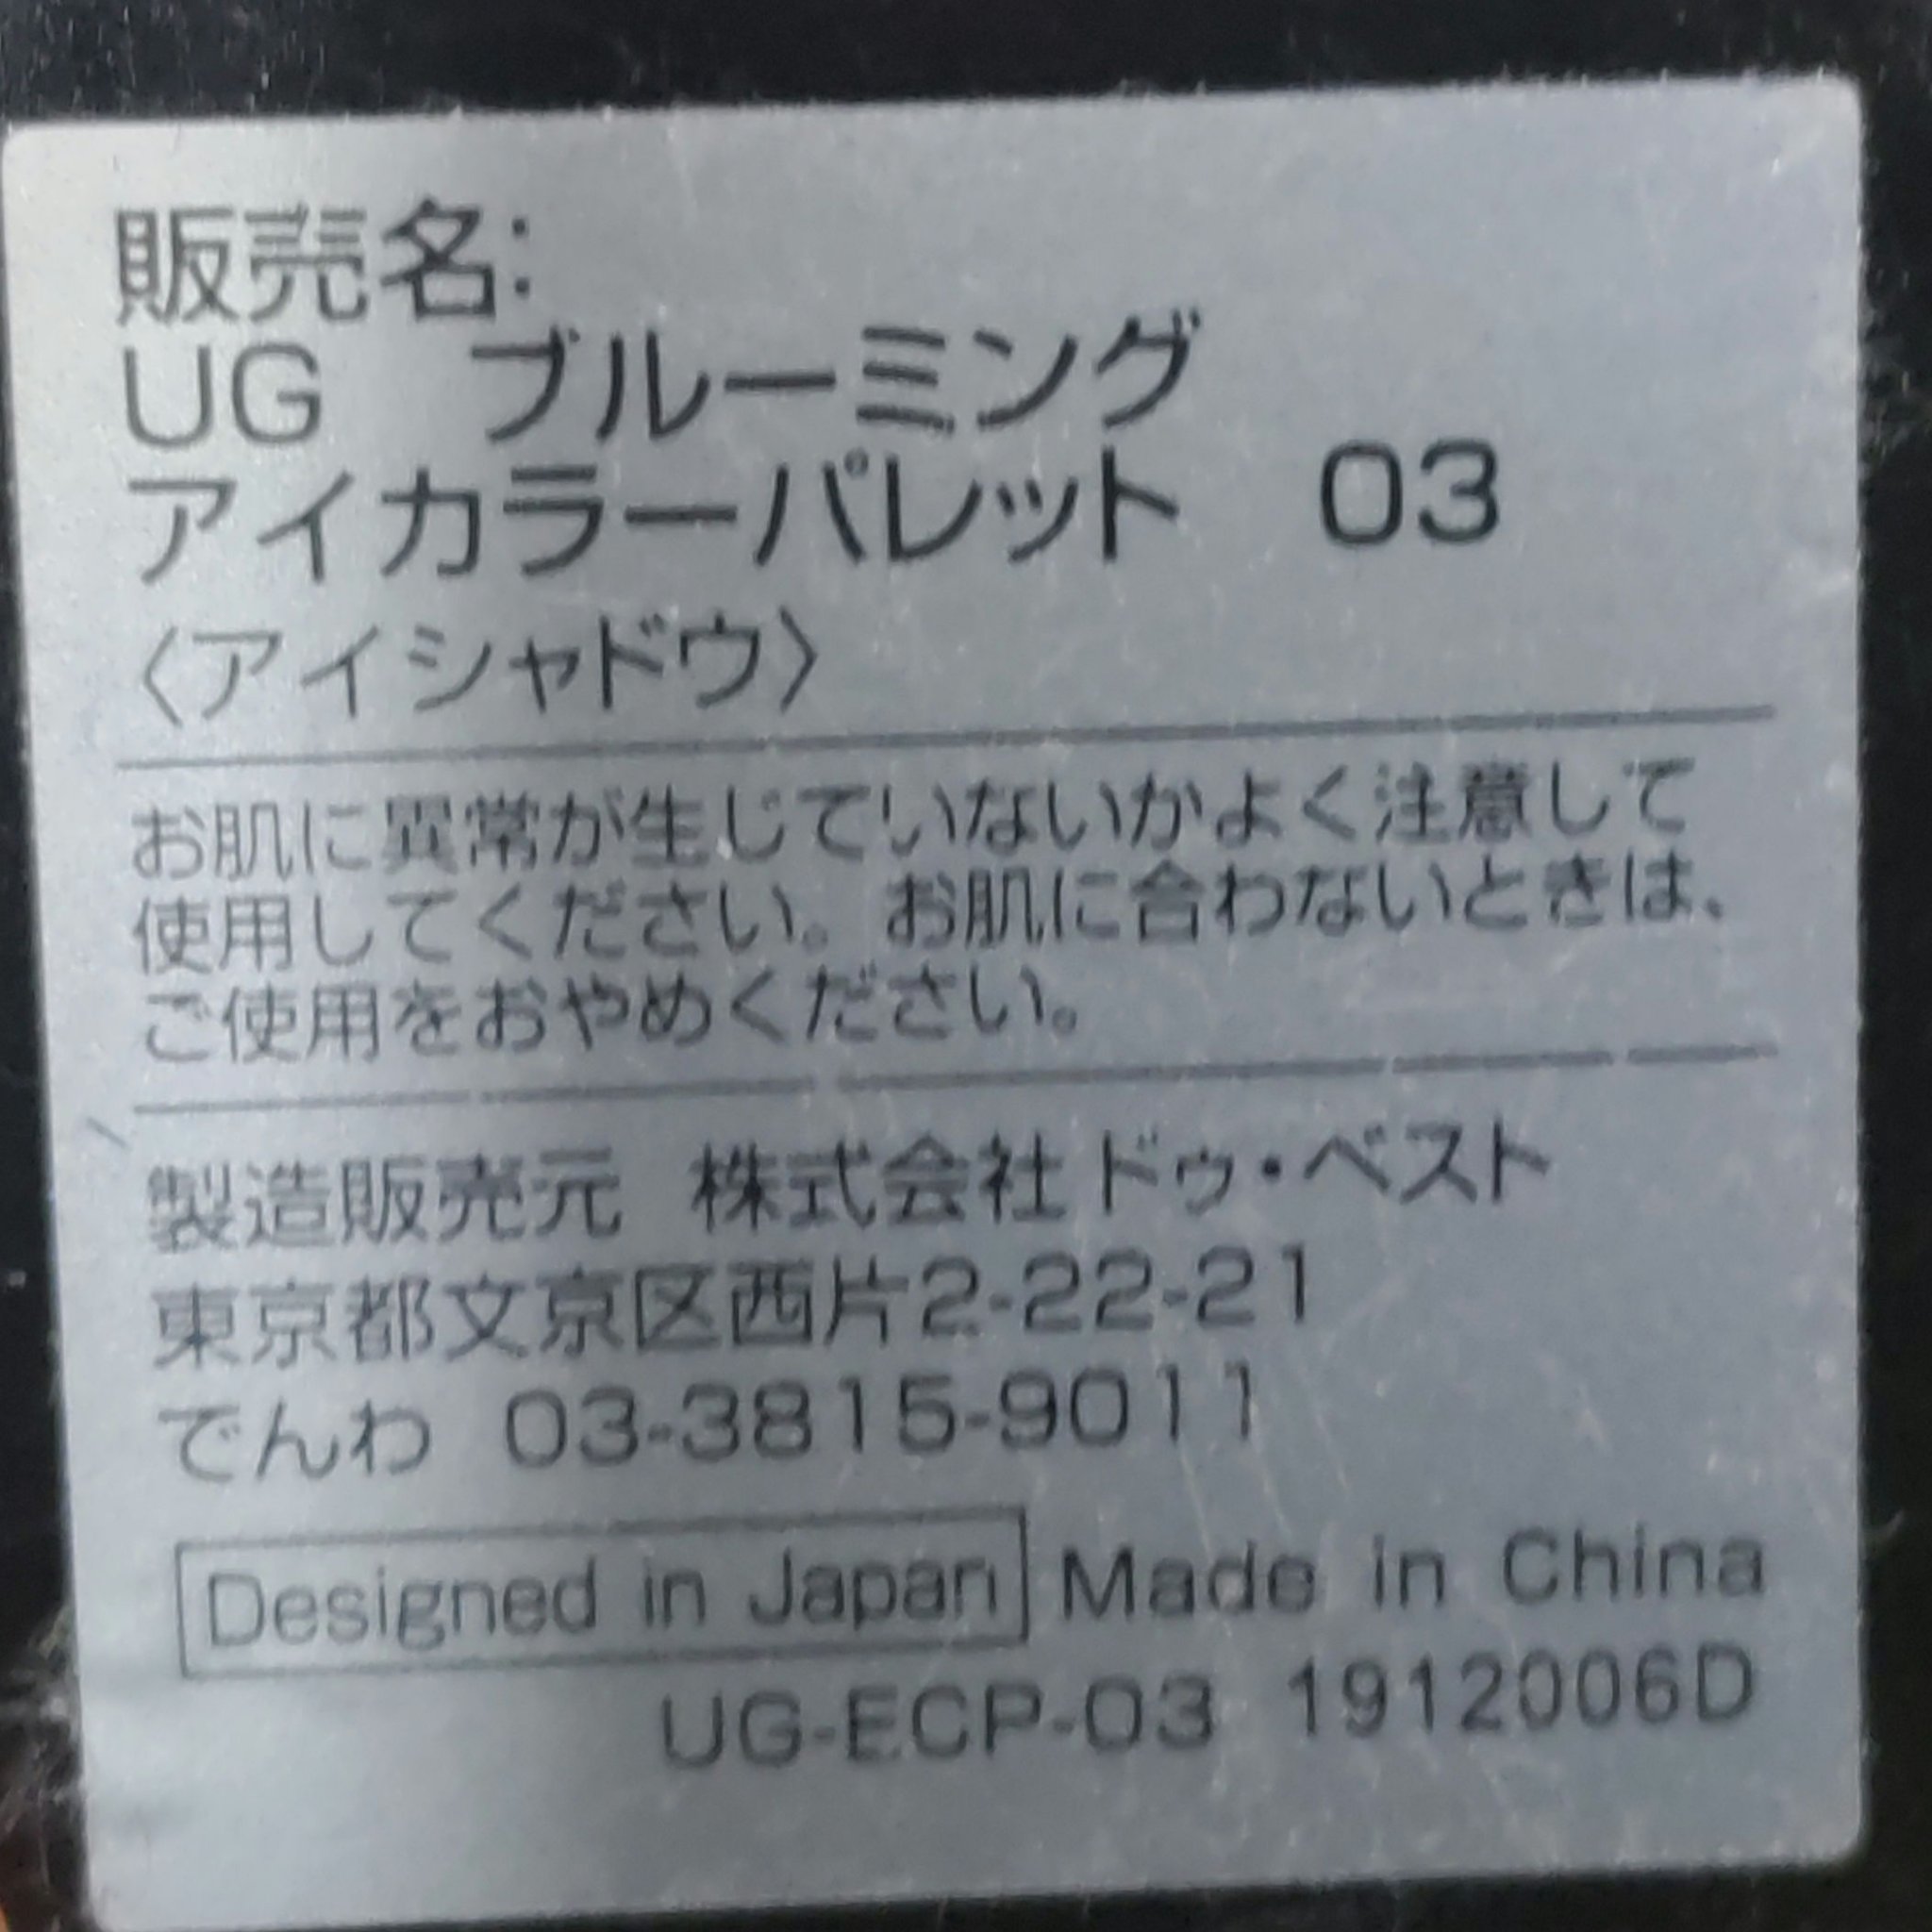 販売名:
UG ブルーミング
アイカラーパレット 03
〈アイシャドウ〉
お肌に異常が生じていないかよく注意して
使用してください。お肌に合わないときは、
ご使用をおやめください。
製造販売元 株式会社ドゥ・ベスト
東京都文京区西片2-22-21
でんわ 03-3815-9011
Designed in Japan Made in China
UG-ECP-03 1912006D